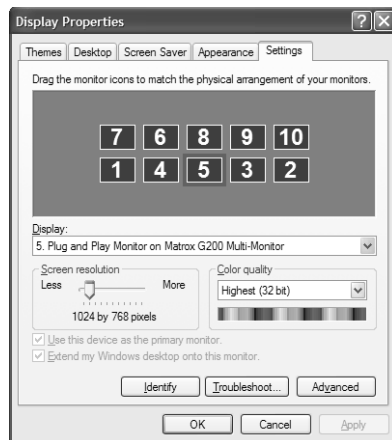 Display Properties
Themes Desktop Screen Saver Appearance Settings
Drag the monitor icons to match the physical arrangement of your monitors.
7 6 8 9 10
1 4 5 3 2
Display:
5. Plug and Play Monitor on Matrox G200 Multi-Monitor
Screen resolution
Less More
1024 by 768 pixels
Color quality
Highest (32 bit)
Use this device as the primary monitor.
Extend my Windows desktop onto this monitor.
Identify Troubleshoot... Advanced
OK Cancel Apply